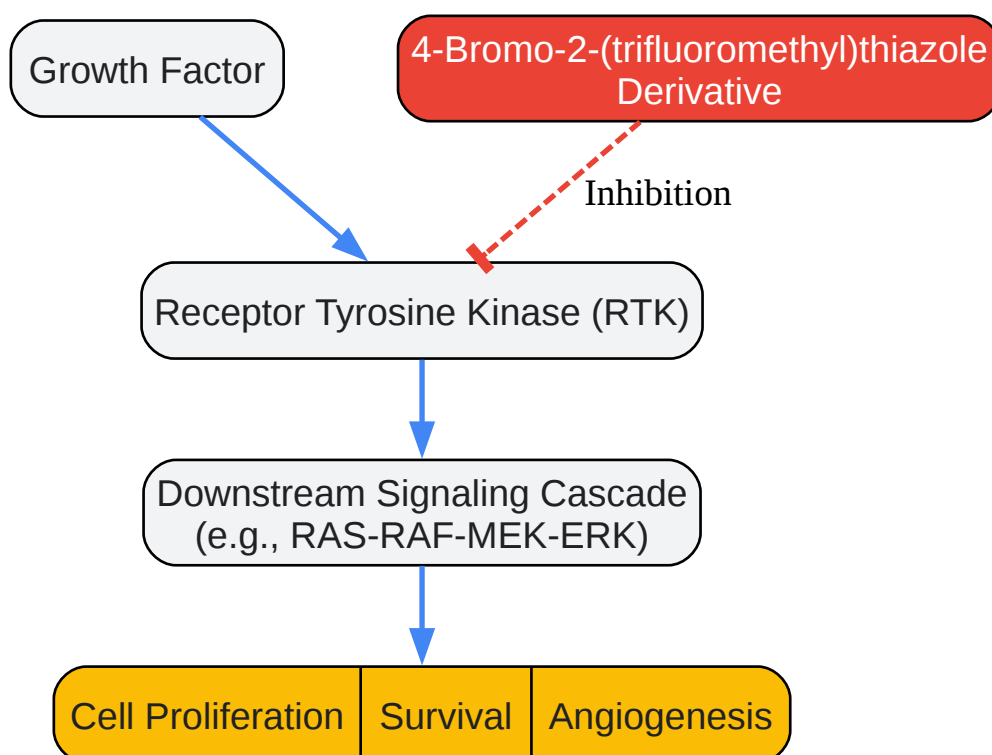 Growth Factor
4-Bromo-2-(trifluoromethyl)thiazole
Derivative
Inhibition
Receptor Tyrosine Kinase (RTK)
Downstream Signaling Cascade
(e.g., RAS-RAF-MEK-ERK)
Cell Proliferation
Survival
Angiogenesis